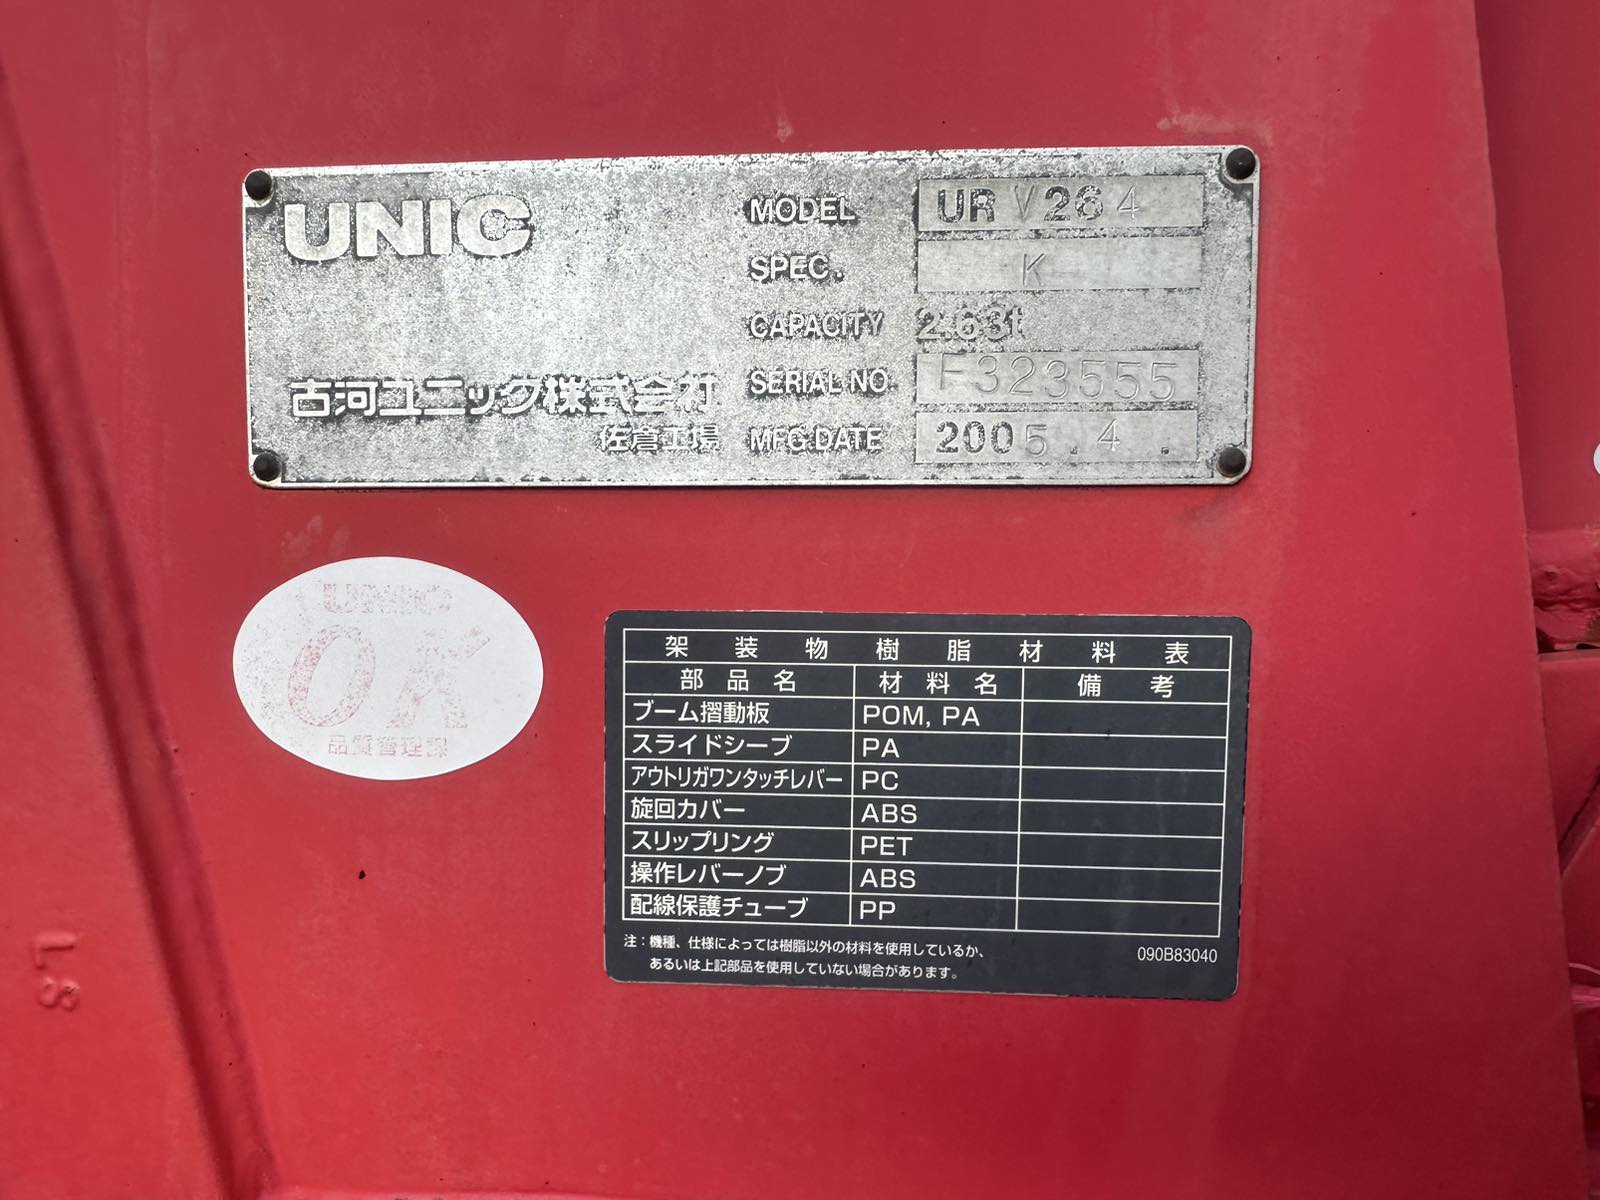 UNIC
MODEL URV264
SPEC. K
CAPACITY 2.63t
古河ユニック株式会社 SERIAL NO. F323555
佐倉工場 MFG.DATE 2005.4.
UNIC
OK
品質管理課
架装物樹脂材料表
部品名 材料名 備考
ブーム摺動板 POM, PA
スライドシーブ PA
アウトリガワンタッチレバー PC
旋回カバー ABS
スリップリング PET
操作レバーノブ ABS
配線保護チューブ PP
注:機種、仕様によっては樹脂以外の材料を使用しているか、
あるいは上記部品を使用していない場合があります。
090B83040
L8